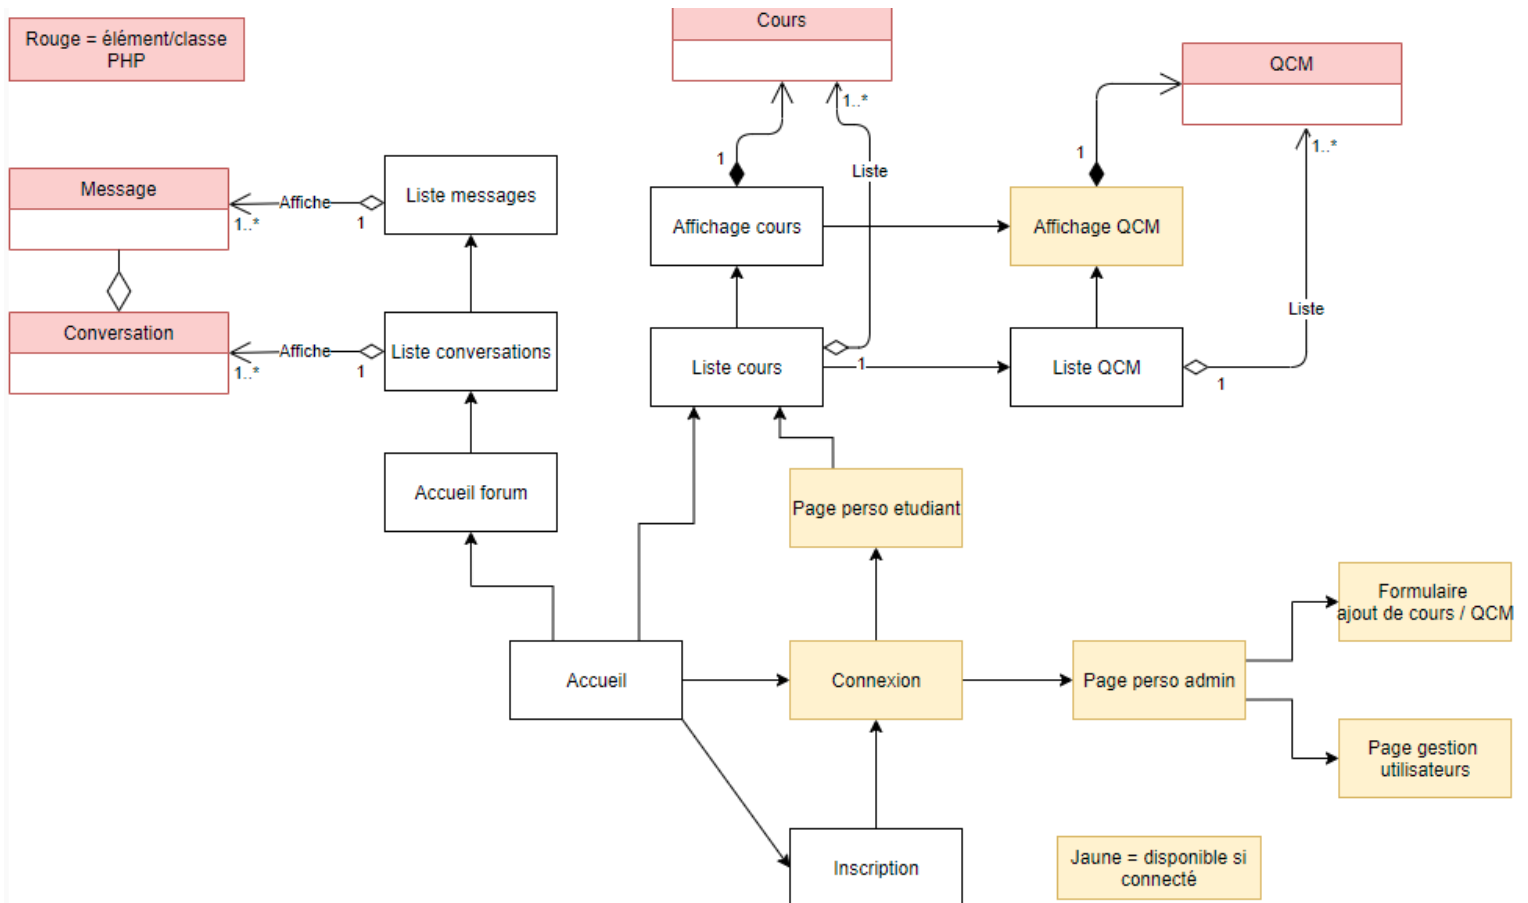 Rouge = élément/classe
PHP
Cours
QCM
1..*
1
1
1..*
Liste
Message
Affiche
1..*
1
Liste messages
Affichage cours
Affichage QCM
Conversation
Affiche
1..*
1
Liste conversations
Liste
Liste cours
1
Liste QCM
1
Accueil forum
Page perso etudiant
Formulaire
ajout de cours / QCM
Accueil
Connexion
Page perso admin
Page gestion
utilisateurs
Inscription
Jaune = disponible si
connecté